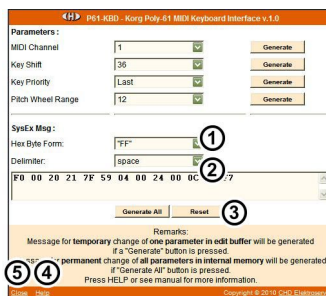 CHD P61-KBD - Korg Poly-61 MIDI Keyboard Interface v.1.0
Parameters :
MIDI Channel 1 Generate
Key Shift 36 Generate
Key Priority Last Generate
Pitch Wheel Range 12 Generate
SysEx Msg :
Hex Byte Form: "FF" 1
Delimiter: space 2
F0 00 20 21 7F 59 04 00 24 00 0C F7
Generate All Reset 3
Remarks:
Message for temporary change of one parameter in edit buffer will be generated
if a "Generate" button is pressed.
for permanent change of all parameters in internal memory will be generated
if "Generate All" button is pressed.
Press HELP or see manual for more information.
5 4
Close Help Copyright © 2010 CHD Elektroserv